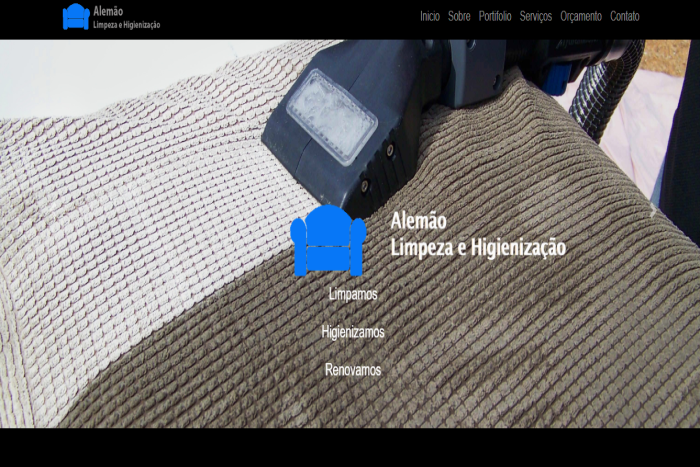 Alemão
Limpeza e Higienização
Inicio Sobre Portifolio Serviços Orçamento Contato
Alemão
Limpeza e Higienização
Limpamos
Higienizamos
Renovamos